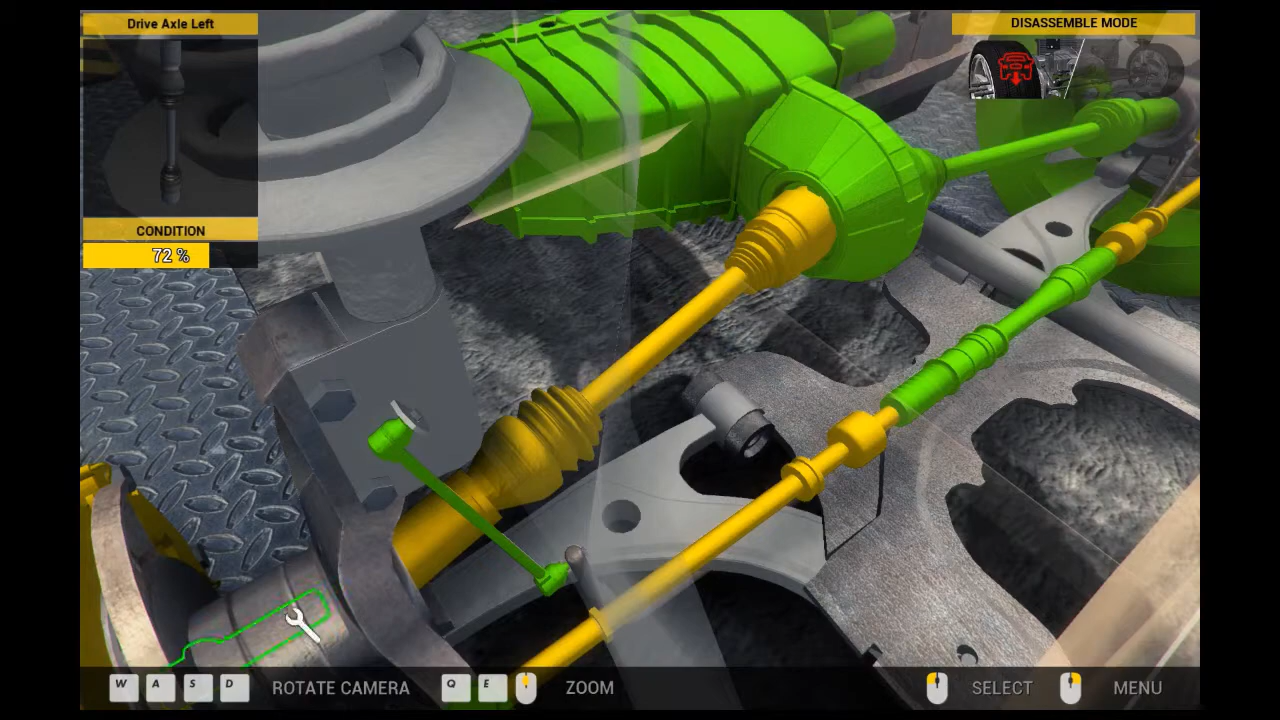 Drive Axle Left
DISASSEMBLE MODE
CONDITION
72 %
W A S D ROTATE CAMERA Q E ZOOM SELECT MENU